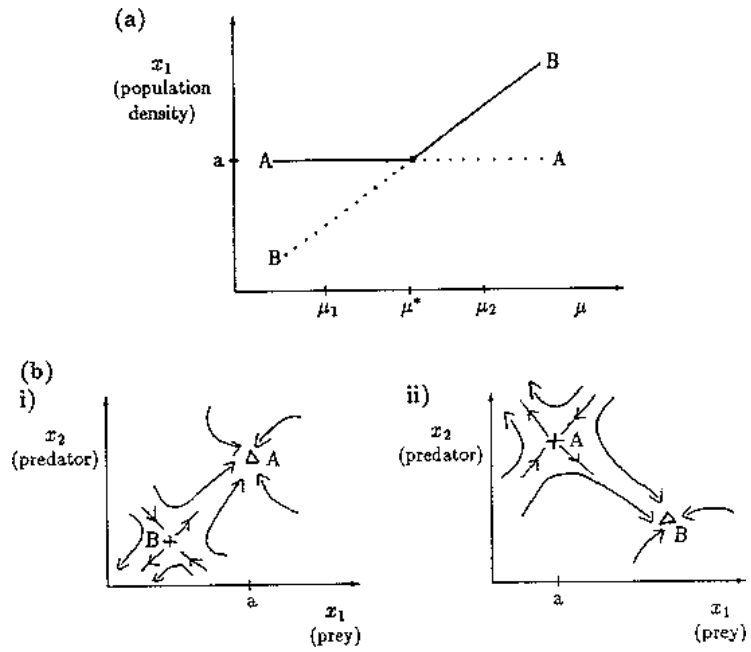 (a)
x₁
(population
density)
B
a
A
A
B
μ₁
μ*
μ₂
μ
(b)
i)
ii)
x₂
(predator)
A
B
a
x₁
(prey)
x₂
(predator)
A
B
a
x₁
(prey)